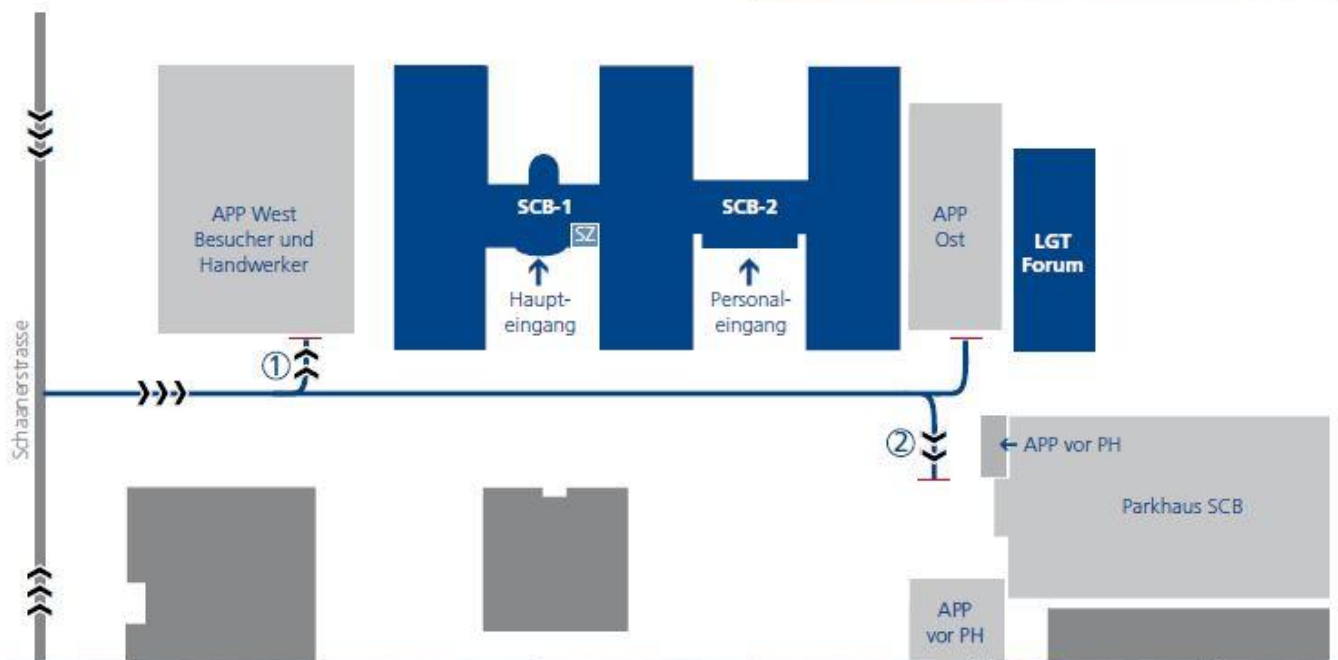 Schaanerstrasse
APP West
Besucher und
Handwerker
SCB-1
SZ
Haupt-
eingang
SCB-2
Personal-
eingang
APP
Ost
LGT
Forum
①
②
← APP vor PH
Parkhaus SCB
APP
vor PH